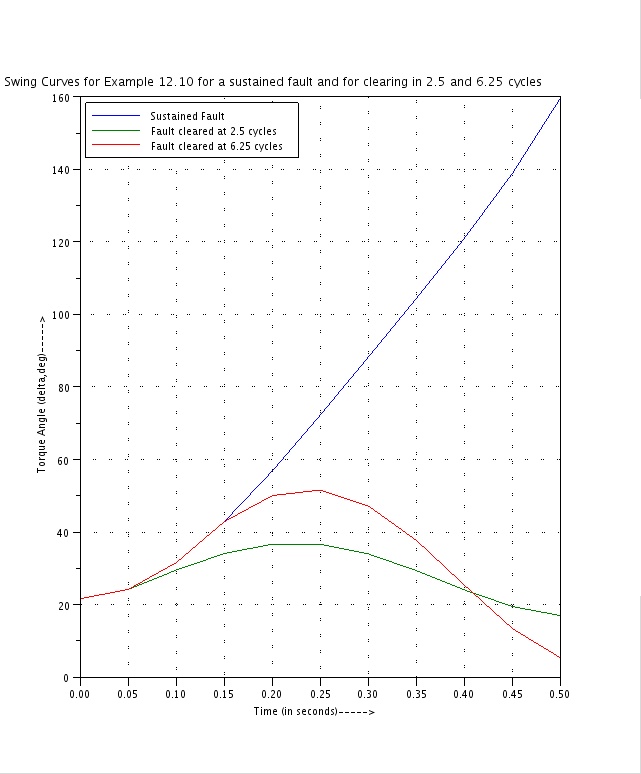 Swing Curves for Example 12.10 for a sustained fault and for clearing in 2.5 and 6.25 cycles
160
Sustained Fault
Fault cleared at 2.5 cycles
Fault cleared at 6.25 cycles
140
120
100
80
60
40
20
0
Torque Angle (delta,deg)----->
0.00 0.05 0.10 0.15 0.20 0.25 0.30 0.35 0.40 0.45 0.50
Time (in seconds)----->